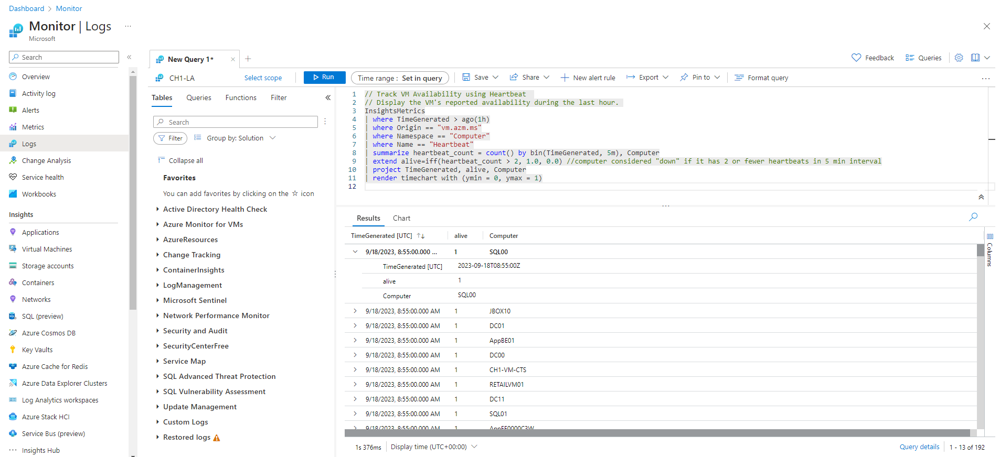 Dashboard > Monitor
Monitor | Logs ...
Microsoft
Search «
Overview
Activity log
Alerts
Metrics
Logs
Change Analysis
Service health
Workbooks
Insights
Applications
Virtual Machines
Storage accounts
Containers
Networks
SQL (preview)
Azure Cosmos DB
Key Vaults
Azure Cache for Redis
Azure Data Explorer Clusters
Log Analytics workspaces
Azure Stack HCI
Service Bus (preview)
Insights Hub
New Query 1*
Feedback Queries
CH1-LA Select scope Run Time range : Set in query Save Share New alert rule Export Pin to Format query ...
Tables Queries Functions Filter «
Search
Filter Group by: Solution
Collapse all
Favorites
You can add favorites by clicking on the ☆ icon
Active Directory Health Check
Azure Monitor for VMs
AzureResources
Change Tracking
ContainerInsights
LogManagement
Microsoft Sentinel
Network Performance Monitor
Security and Audit
SecurityCenterFree
Service Map
SQL Advanced Threat Protection
SQL Vulnerability Assessment
Update Management
Custom Logs
Restored logs
1 // Track VM Availability using Heartbeat
2 // Display the VM's reported availability during the last hour.
3 InsightsMetrics
4 | where TimeGenerated > ago(1h)
5 | where Origin == "vm.azm.ms"
6 | where Namespace == "Computer"
7 | where Name == "Heartbeat"
8 | summarize heartbeat_count = count() by bin(TimeGenerated, 5m), Computer
9 | extend alive=iff(heartbeat_count > 2, 1.0, 0.0) //computer considered "down" if it has 2 or fewer heartbeats in 5 min interval
10 | project TimeGenerated, alive, Computer
11 | render timechart with (ymin = 0, ymax = 1)
12
Results Chart
TimeGenerated [UTC] ↑↓ alive Computer
9/18/2023, 8:55:00.000 ... 1 SQL00
TimeGenerated [UTC] 2023-09-18T08:55:00Z
alive 1
Computer SQL00
9/18/2023, 8:55:00.000 AM 1 JBOX10
9/18/2023, 8:55:00.000 AM 1 DC01
9/18/2023, 8:55:00.000 AM 1 AppBE01
9/18/2023, 8:55:00.000 AM 1 DC00
9/18/2023, 8:55:00.000 AM 1 CH1-VM-CTS
9/18/2023, 8:55:00.000 AM 1 RETAILVM01
9/18/2023, 8:55:00.000 AM 1 DC11
9/18/2023, 8:55:00.000 AM 1 SQL01
9/18/2023, 8:55:00.000 AM 1 AppFE0000C3W
Columns
1s 376ms Display time (UTC+00:00) Query details 1 - 13 of 192